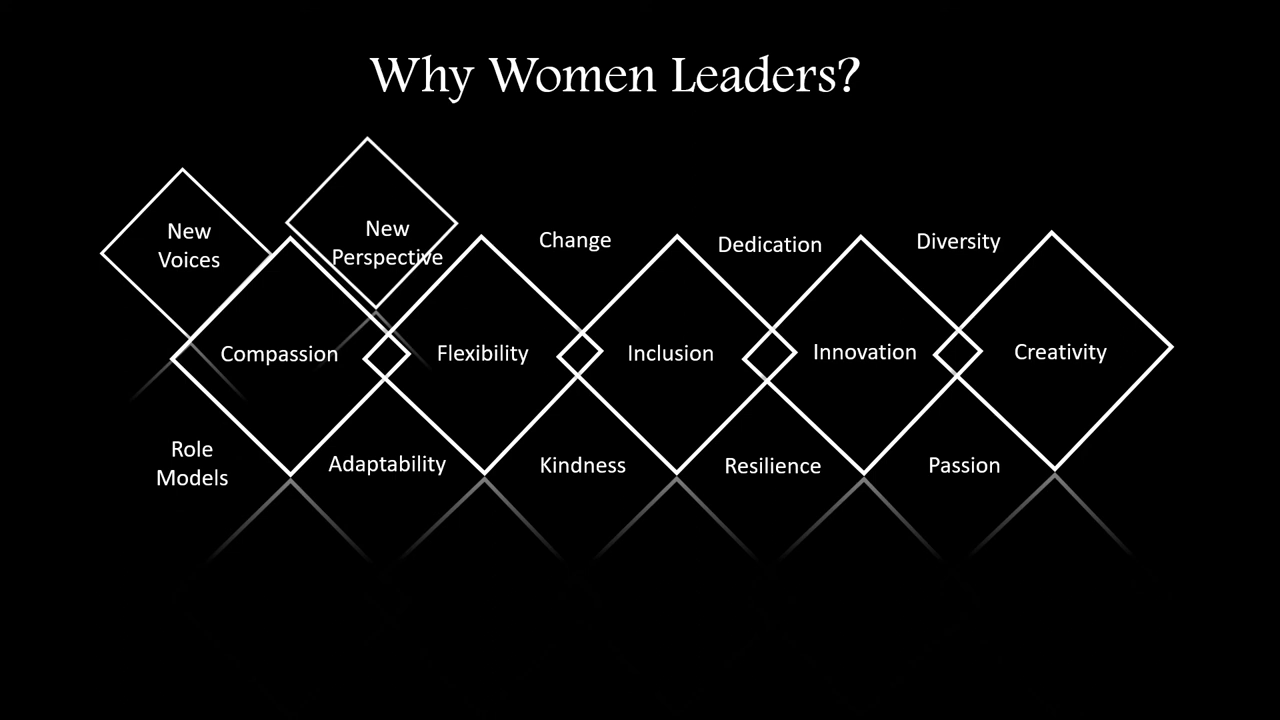 Why Women Leaders?
New
Voices
New
Perspective
Change
Dedication
Diversity
Compassion
Flexibility
Inclusion
Innovation
Creativity
Role
Models
Adaptability
Kindness
Resilience
Passion